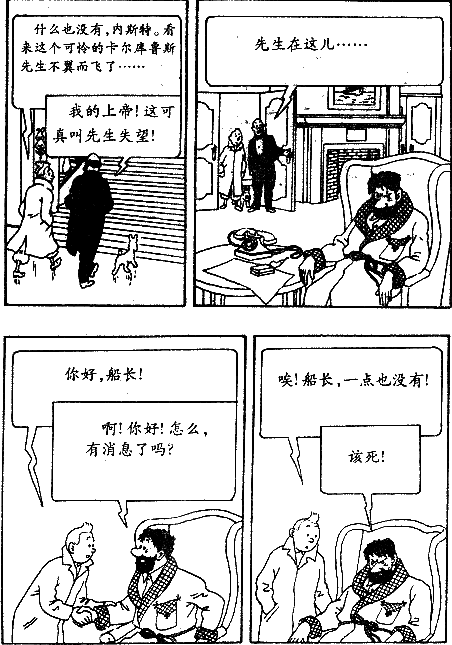 什么也没有,内斯特。看
来这个可怜的卡尔库鲁斯
先生不翼而飞了……
我的上帝!这可
真叫先生失望!
先生在这儿……
你好,船长!
啊!你好!怎么,
有消息了吗?
唉!船长,一点也没有!
该死!